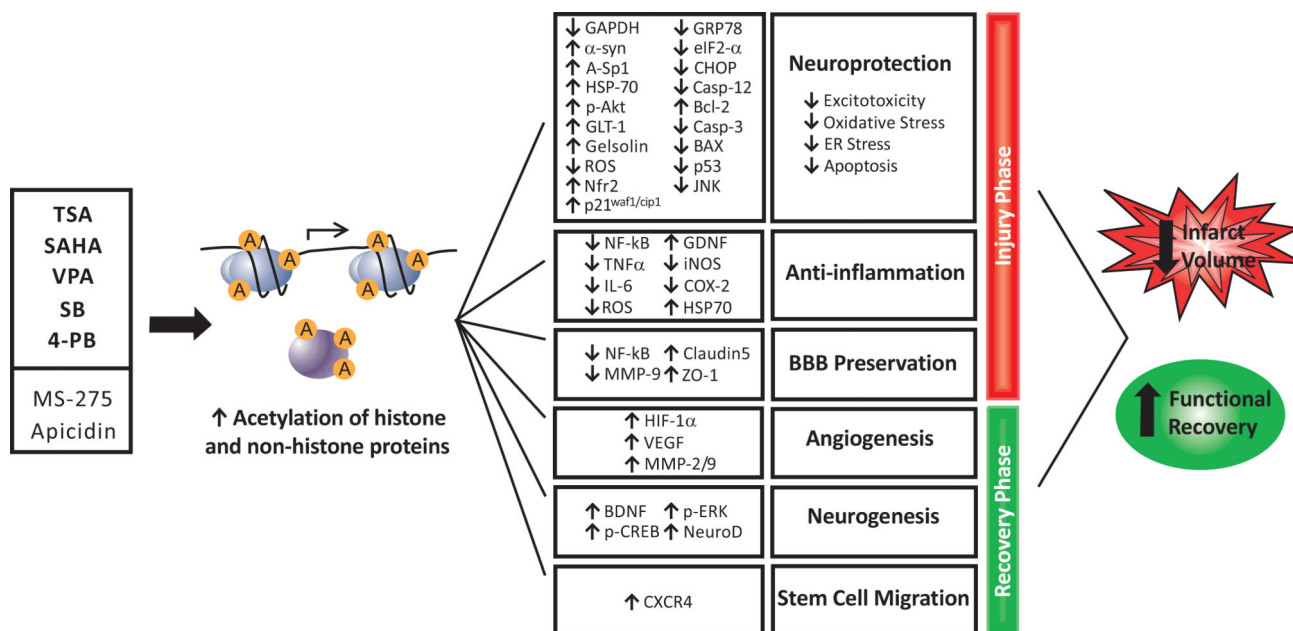 TSA
SAHA
VPA
SB
4-PB
MS-275
Apicidin
A
A
A
A
A
A
A
A
A
↑ Acetylation of histone
and non-histone proteins
↓ GAPDH ↓ GRP78
↑ α-syn ↓ eIF2-α
↑ A-Sp1 ↓ CHOP
↑ HSP-70 ↓ Casp-12
↑ p-Akt ↑ Bcl-2
↑ GLT-1 ↓ Casp-3
↑ Gelsolin ↓ BAX
↓ ROS ↓ p53
↑ Nfr2 ↓ JNK
↑ p21waf1/cip1
Neuroprotection
↓ Excitotoxicity
↓ Oxidative Stress
↓ ER Stress
↓ Apoptosis
↓ NF-kB ↑ GDNF
↓ TNFα ↓ iNOS
↓ IL-6 ↓ COX-2
↓ ROS ↑ HSP70
Anti-inflammation
↓ NF-kB ↑ Claudin5
↓ MMP-9 ↑ ZO-1
BBB Preservation
↑ HIF-1α
↑ VEGF
↑ MMP-2/9
Angiogenesis
↑ BDNF ↑ p-ERK
↑ p-CREB ↑ NeuroD
Neurogenesis
↑ CXCR4
Stem Cell Migration
Injury Phase
Recovery Phase
Infarct
Volume
Functional
Recovery